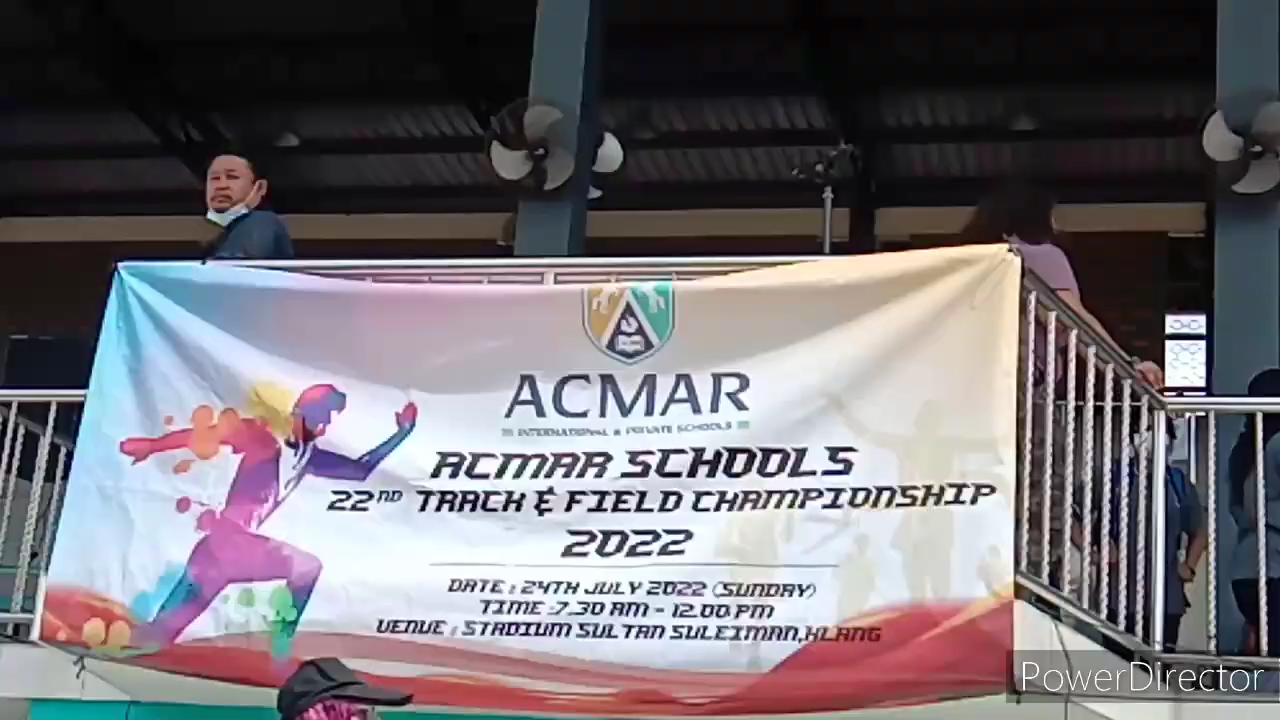 ACMAR
INTERNATIONAL & PRIVATE SCHOOLS
ACMAR SCHOOLS
22ND TRACK & FIELD CHAMPIONSHIP
2022
DATE : 24TH JULY 2022 (SUNDAY)
TIME :7.30 AM - 12.00 PM
VENUE : STADIUM SULTAN SULEIMAN,KLANG
PowerDirector